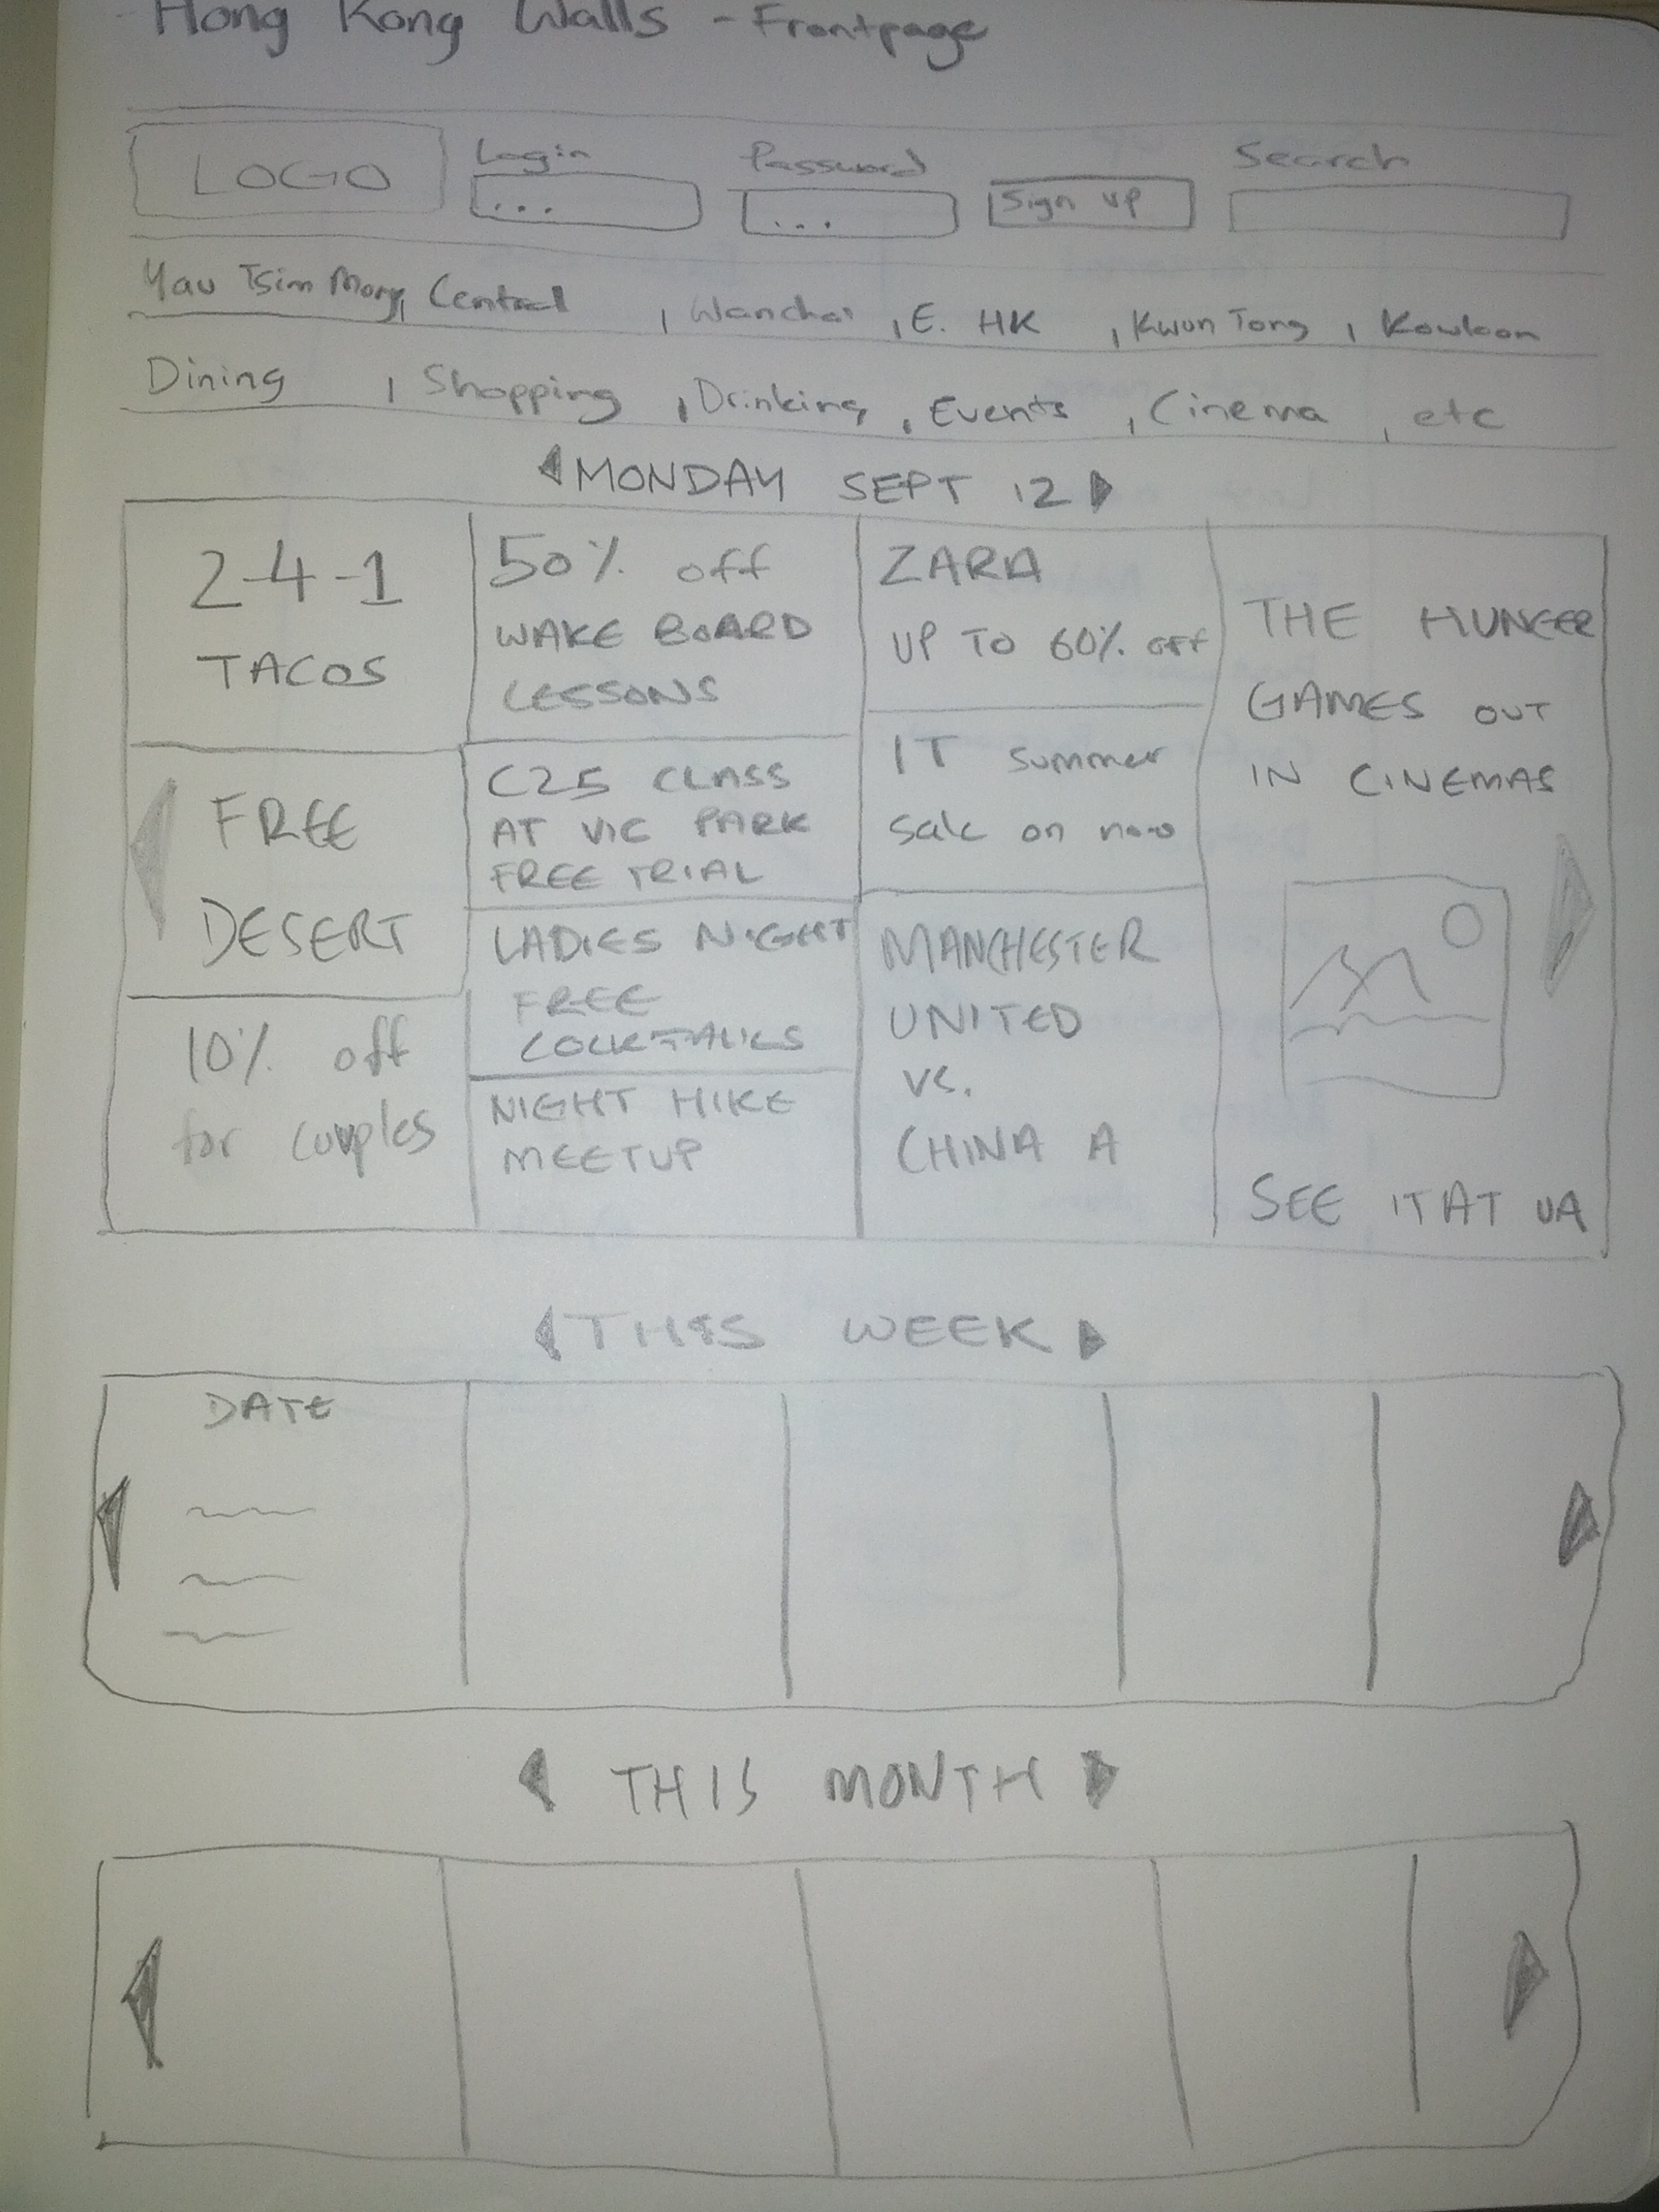 Hong Kong Walls - Frontpage
LOGO
Login
...
Password
...
Sign up
Search
Yau Tsim Mong, Central , Wanchai , E. HK , Kwun Tong , Kowloon
Dining , Shopping , Drinking , Events , Cinema , etc
MONDAY SEPT 12
2-4-1
TACOS
FREE
DESERT
10% off
for couples
50% off
WAKE BOARD
LESSONS
C25 CLASS
AT VIC PARK
FREE TRIAL
LADIES NIGHT
FREE
NIGHT HIKE
MEETUP
ZARA
UP TO 60% off
IT summer
sale on now
MANCHESTER
UNITED
VS.
CHINA A
THE HUNGER
GAMES OUT
IN CINEMAS
SEE IT AT UA
THIS WEEK
DATE
THIS MONTH